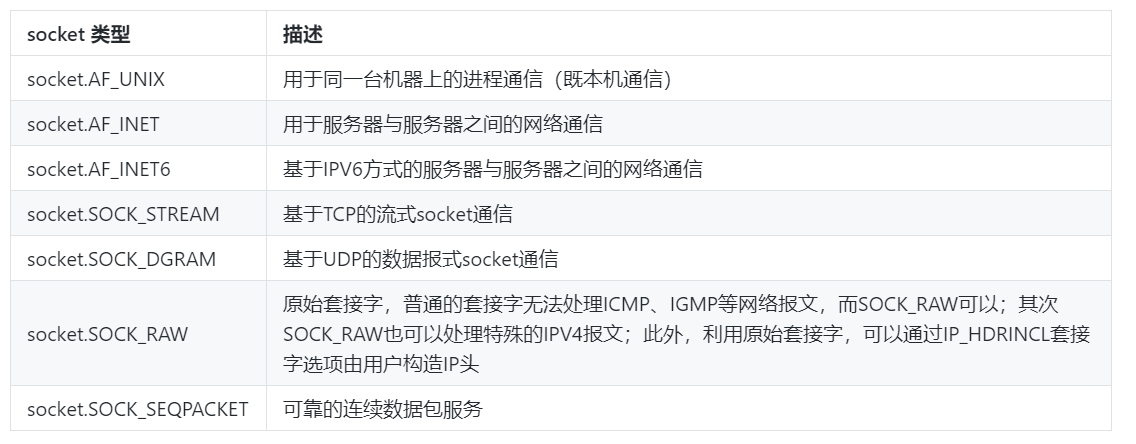 socket 类型 描述
socket.AF_UNIX 用于同一台机器上的进程通信（既本机通信）
socket.AF_INET 用于服务器与服务器之间的网络通信
socket.AF_INET6 基于IPV6方式的服务器与服务器之间的网络通信
socket.SOCK_STREAM 基于TCP的流式socket通信
socket.SOCK_DGRAM 基于UDP的数据报式socket通信
socket.SOCK_RAW 原始套接字，普通的套接字无法处理ICMP、IGMP等网络报文，而SOCK_RAW可以；其次
SOCK_RAW也可以处理特殊的IPV4报文；此外，利用原始套接字，可以通过IP_HDRINCL套接
字选项由用户构造IP头
socket.SOCK_SEQPACKET 可靠的连续数据包服务